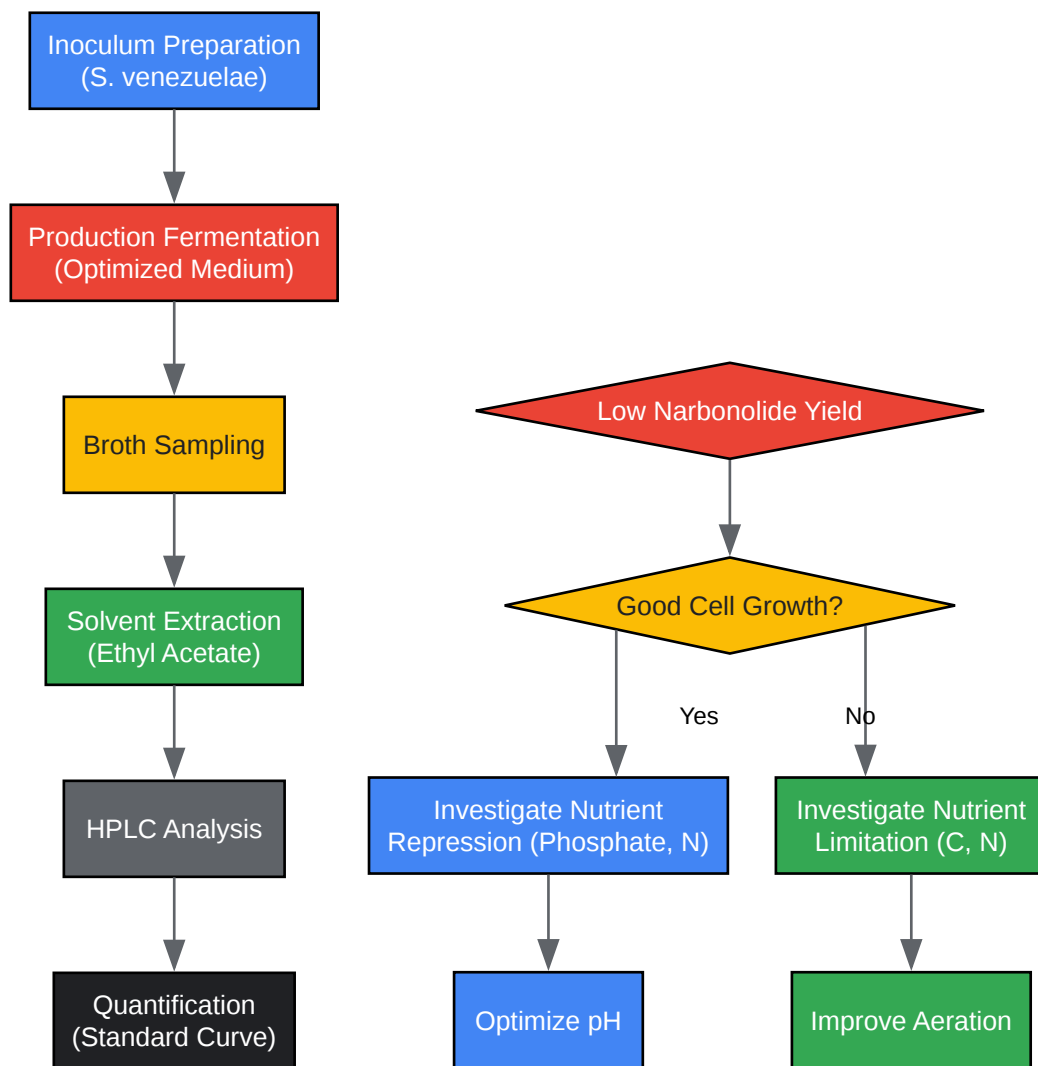 Inoculum Preparation
(S. venezuelae)
Production Fermentation
(Optimized Medium)
Broth Sampling
Solvent Extraction
(Ethyl Acetate)
HPLC Analysis
Quantification
(Standard Curve)
Low Narbonolide Yield
Good Cell Growth?
Yes
No
Investigate Nutrient
Repression (Phosphate, N)
Investigate Nutrient
Limitation (C, N)
Optimize pH
Improve Aeration